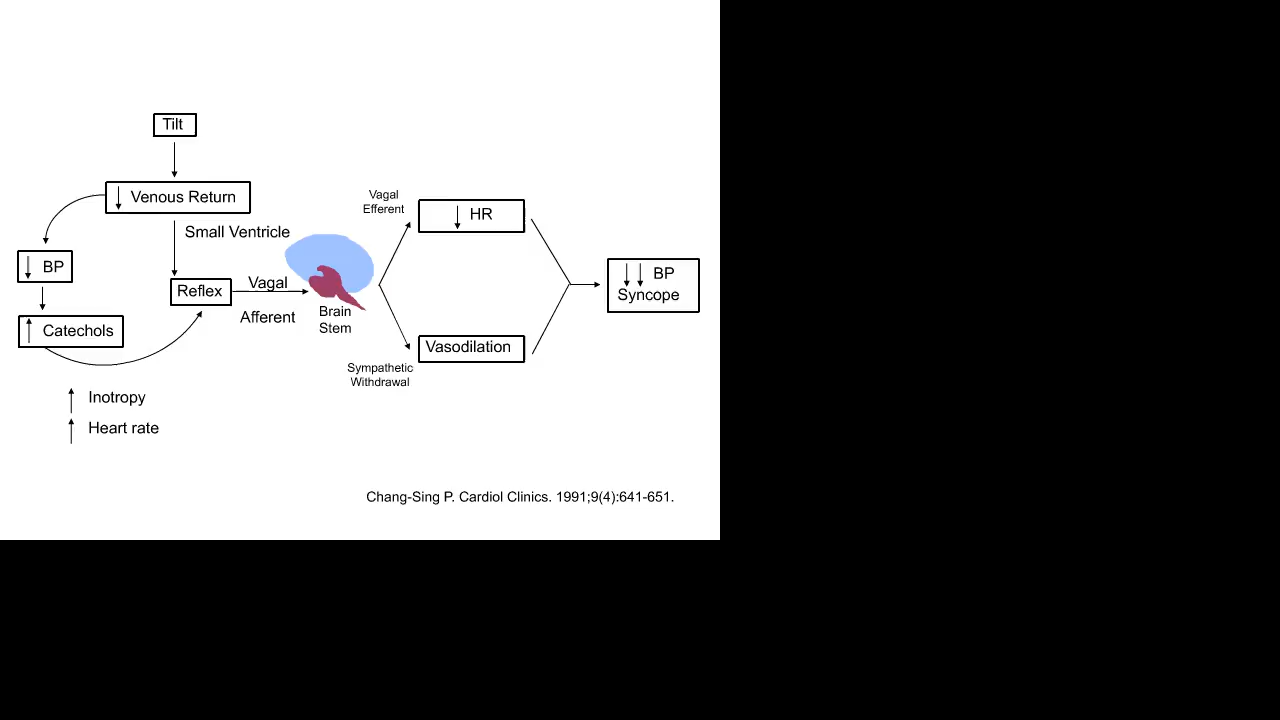 Tilt
Venous Return
Small Ventricle
BP
Catechols
Inotropy
Heart rate
Reflex
Vagal
Afferent
Brain
Stem
Vagal
Efferent
HR
Vasodilation
Sympathetic
Withdrawal
BP
Syncope
Chang-Sing P. Cardiol Clinics. 1991;9(4):641-651.